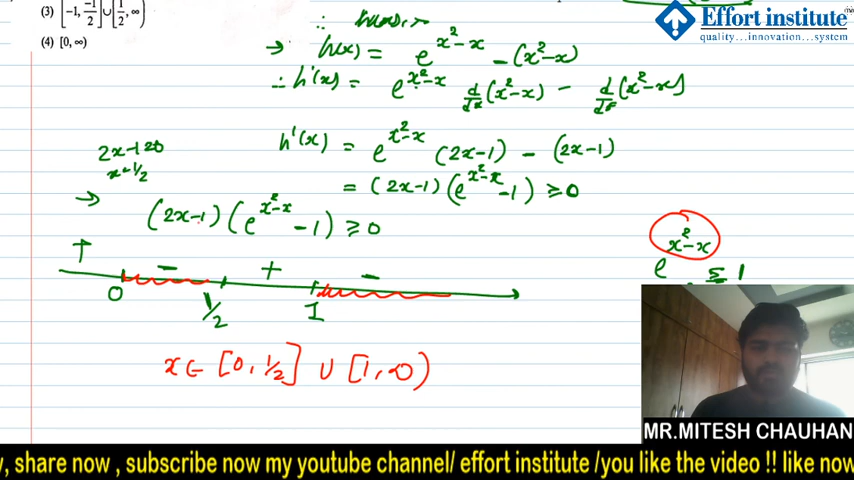 (3) [-1, -1/2] ∪ [1/2, ∞)
(4) [0, ∞)
Effort institute
quality...innovation...system
∴
→ h(x) = e^(x²-x) - (x²-x)
∴ h'(x) = e^(x²-x) d/dx (x²-x) - d/dx (x²-x)
h'(x) = e^(x²-x) (2x-1) - (2x-1)
= (2x-1) (e^(x²-x) -1) ≥ 0
2x-1≥0
x=1/2
→ (2x-1) (e^(x²-x) -1) ≥ 0
e^(x²-x) ≤ 1
- + -
0 1/2 1
x ∈ [0, 1/2] ∪ [1, ∞)
MR.MITESH CHAUHAN
, share now , subscribe now my youtube channel/ effort institute /you like the video !! like now